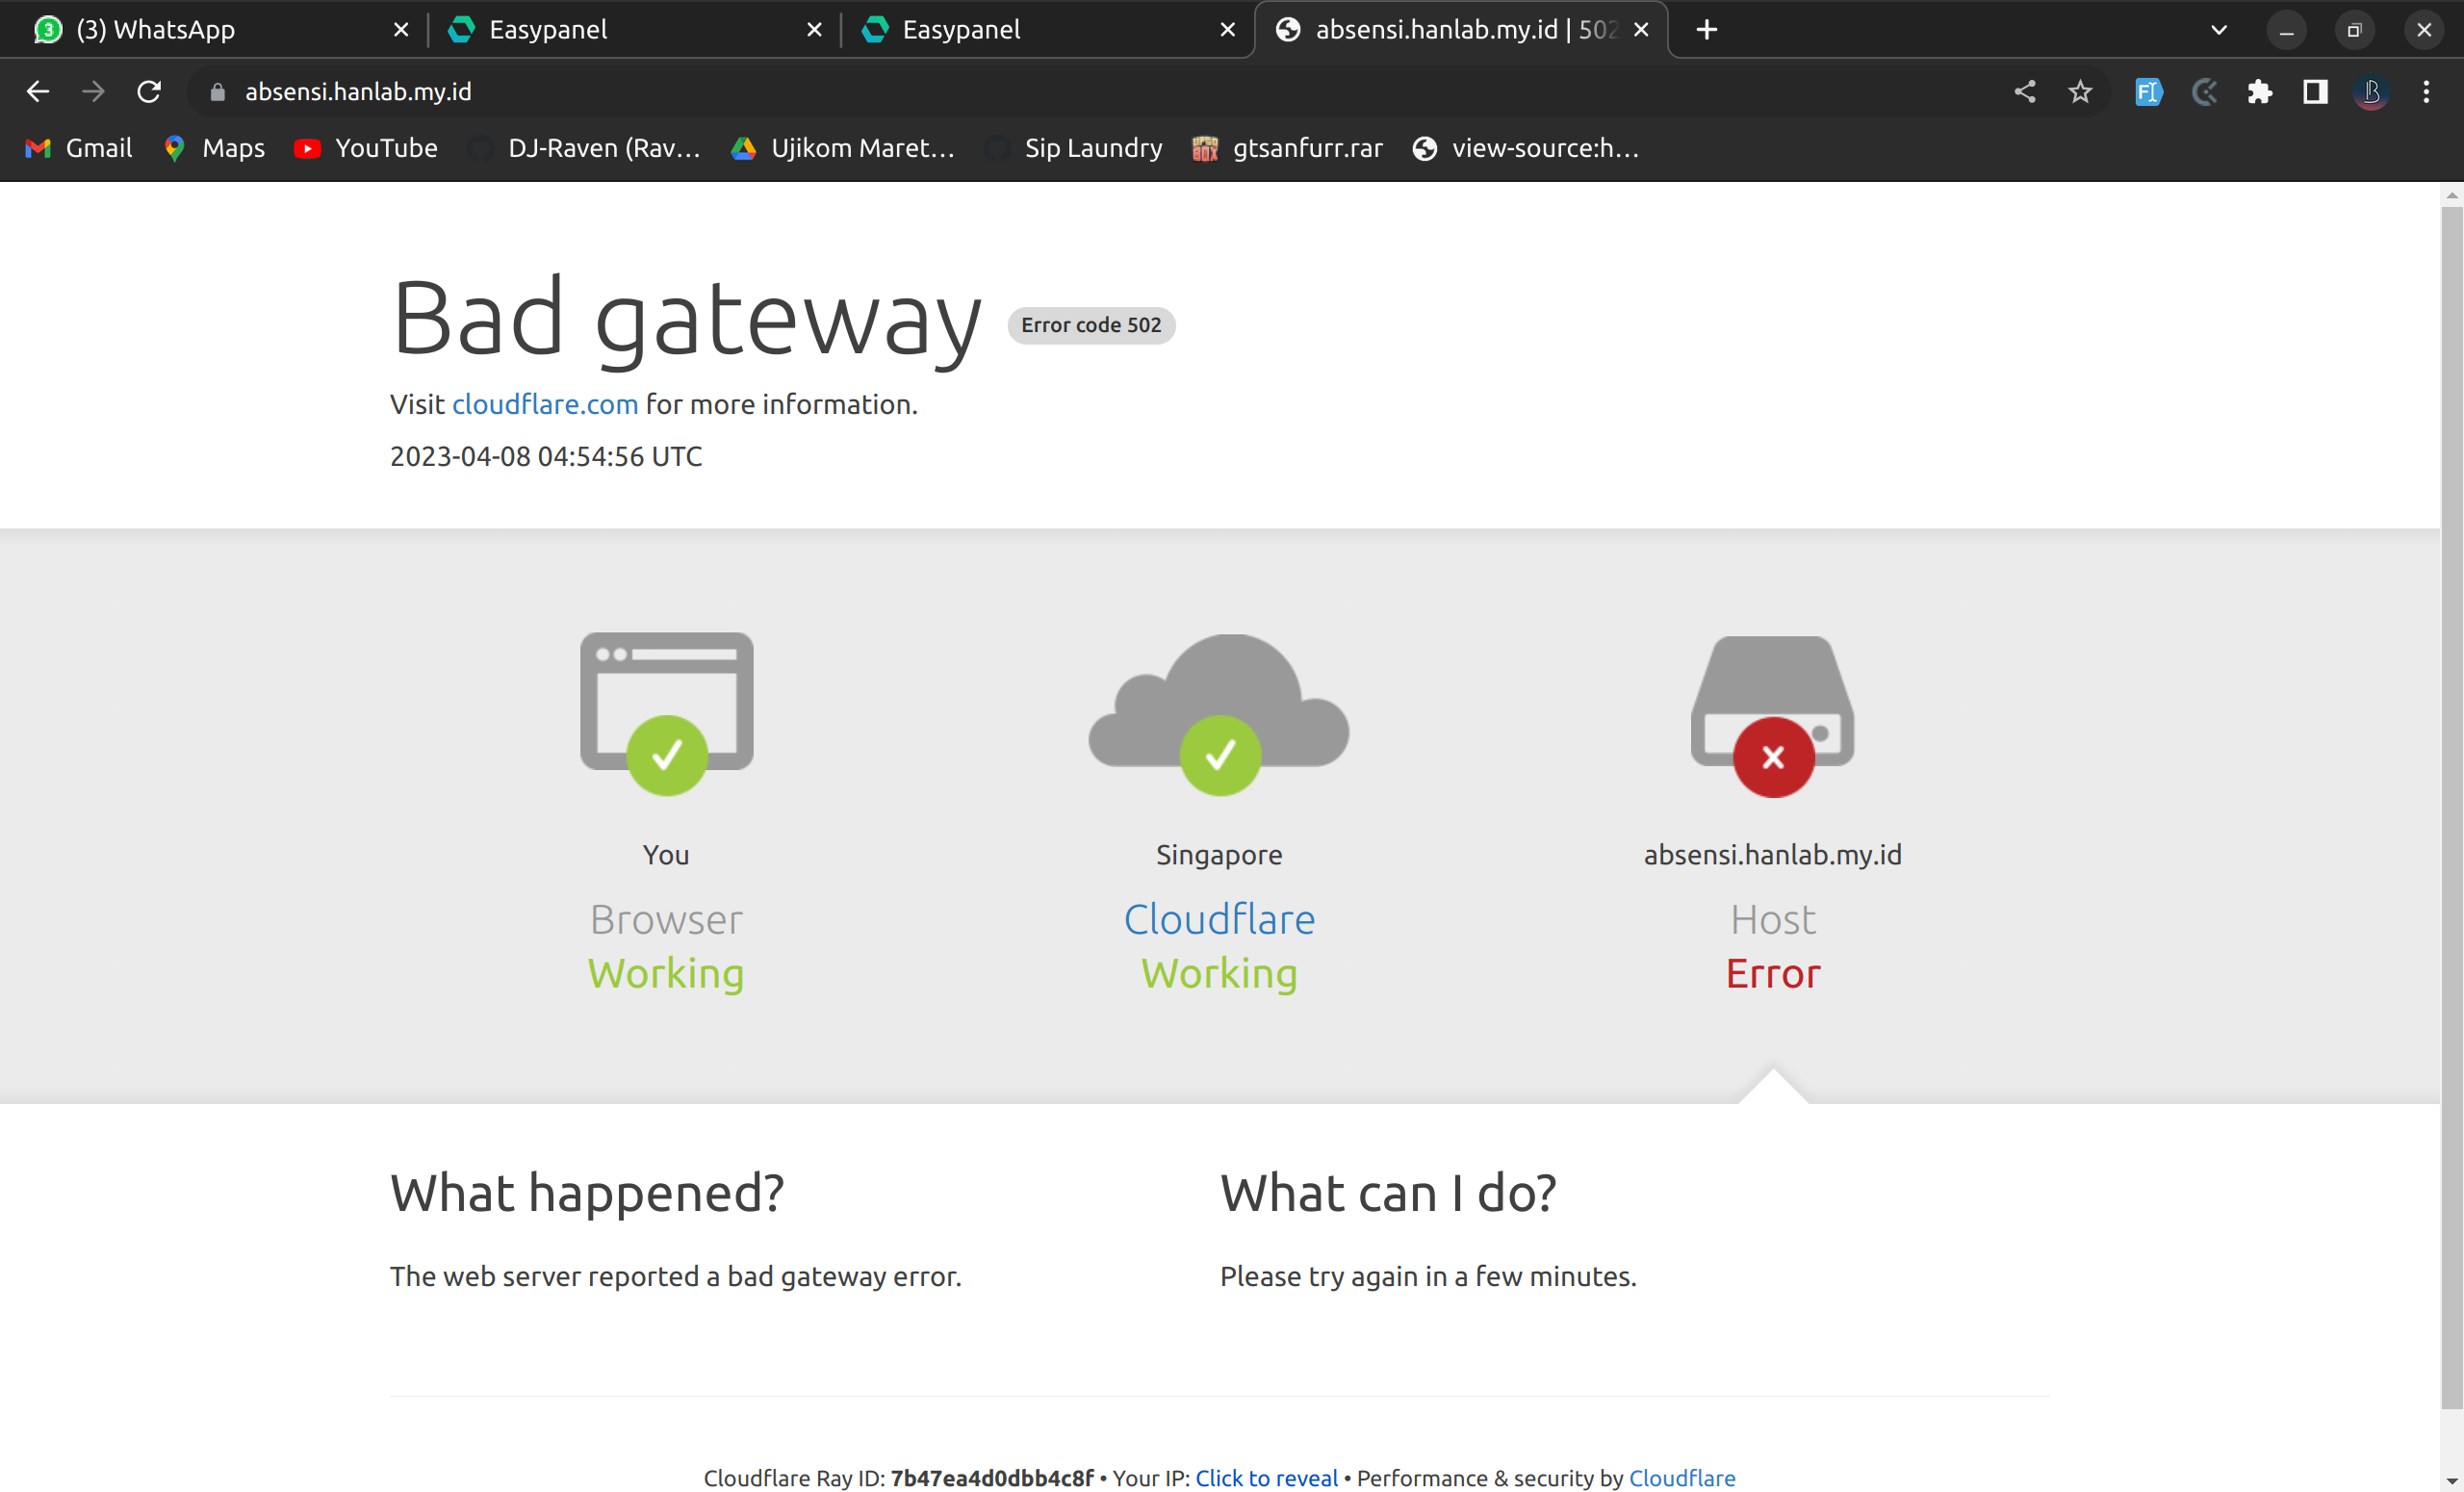 3 (3) WhatsApp
Easypanel
Easypanel
absensi.hanlab.my.id | 502
absensi.hanlab.my.id
Gmail
Maps
YouTube
DJ-Raven (Rav...
Ujikom Maret...
Sip Laundry
gtsanfurr.rar
view-source:h...
Bad gateway Error code 502
Visit cloudflare.com for more information.
2023-04-08 04:54:56 UTC
You
Browser
Working
Singapore
Cloudflare
Working
absensi.hanlab.my.id
Host
Error
What happened?
The web server reported a bad gateway error.
What can I do?
Please try again in a few minutes.
Cloudflare Ray ID: 7b47ea4d0dbb4c8f • Your IP: Click to reveal • Performance & security by Cloudflare